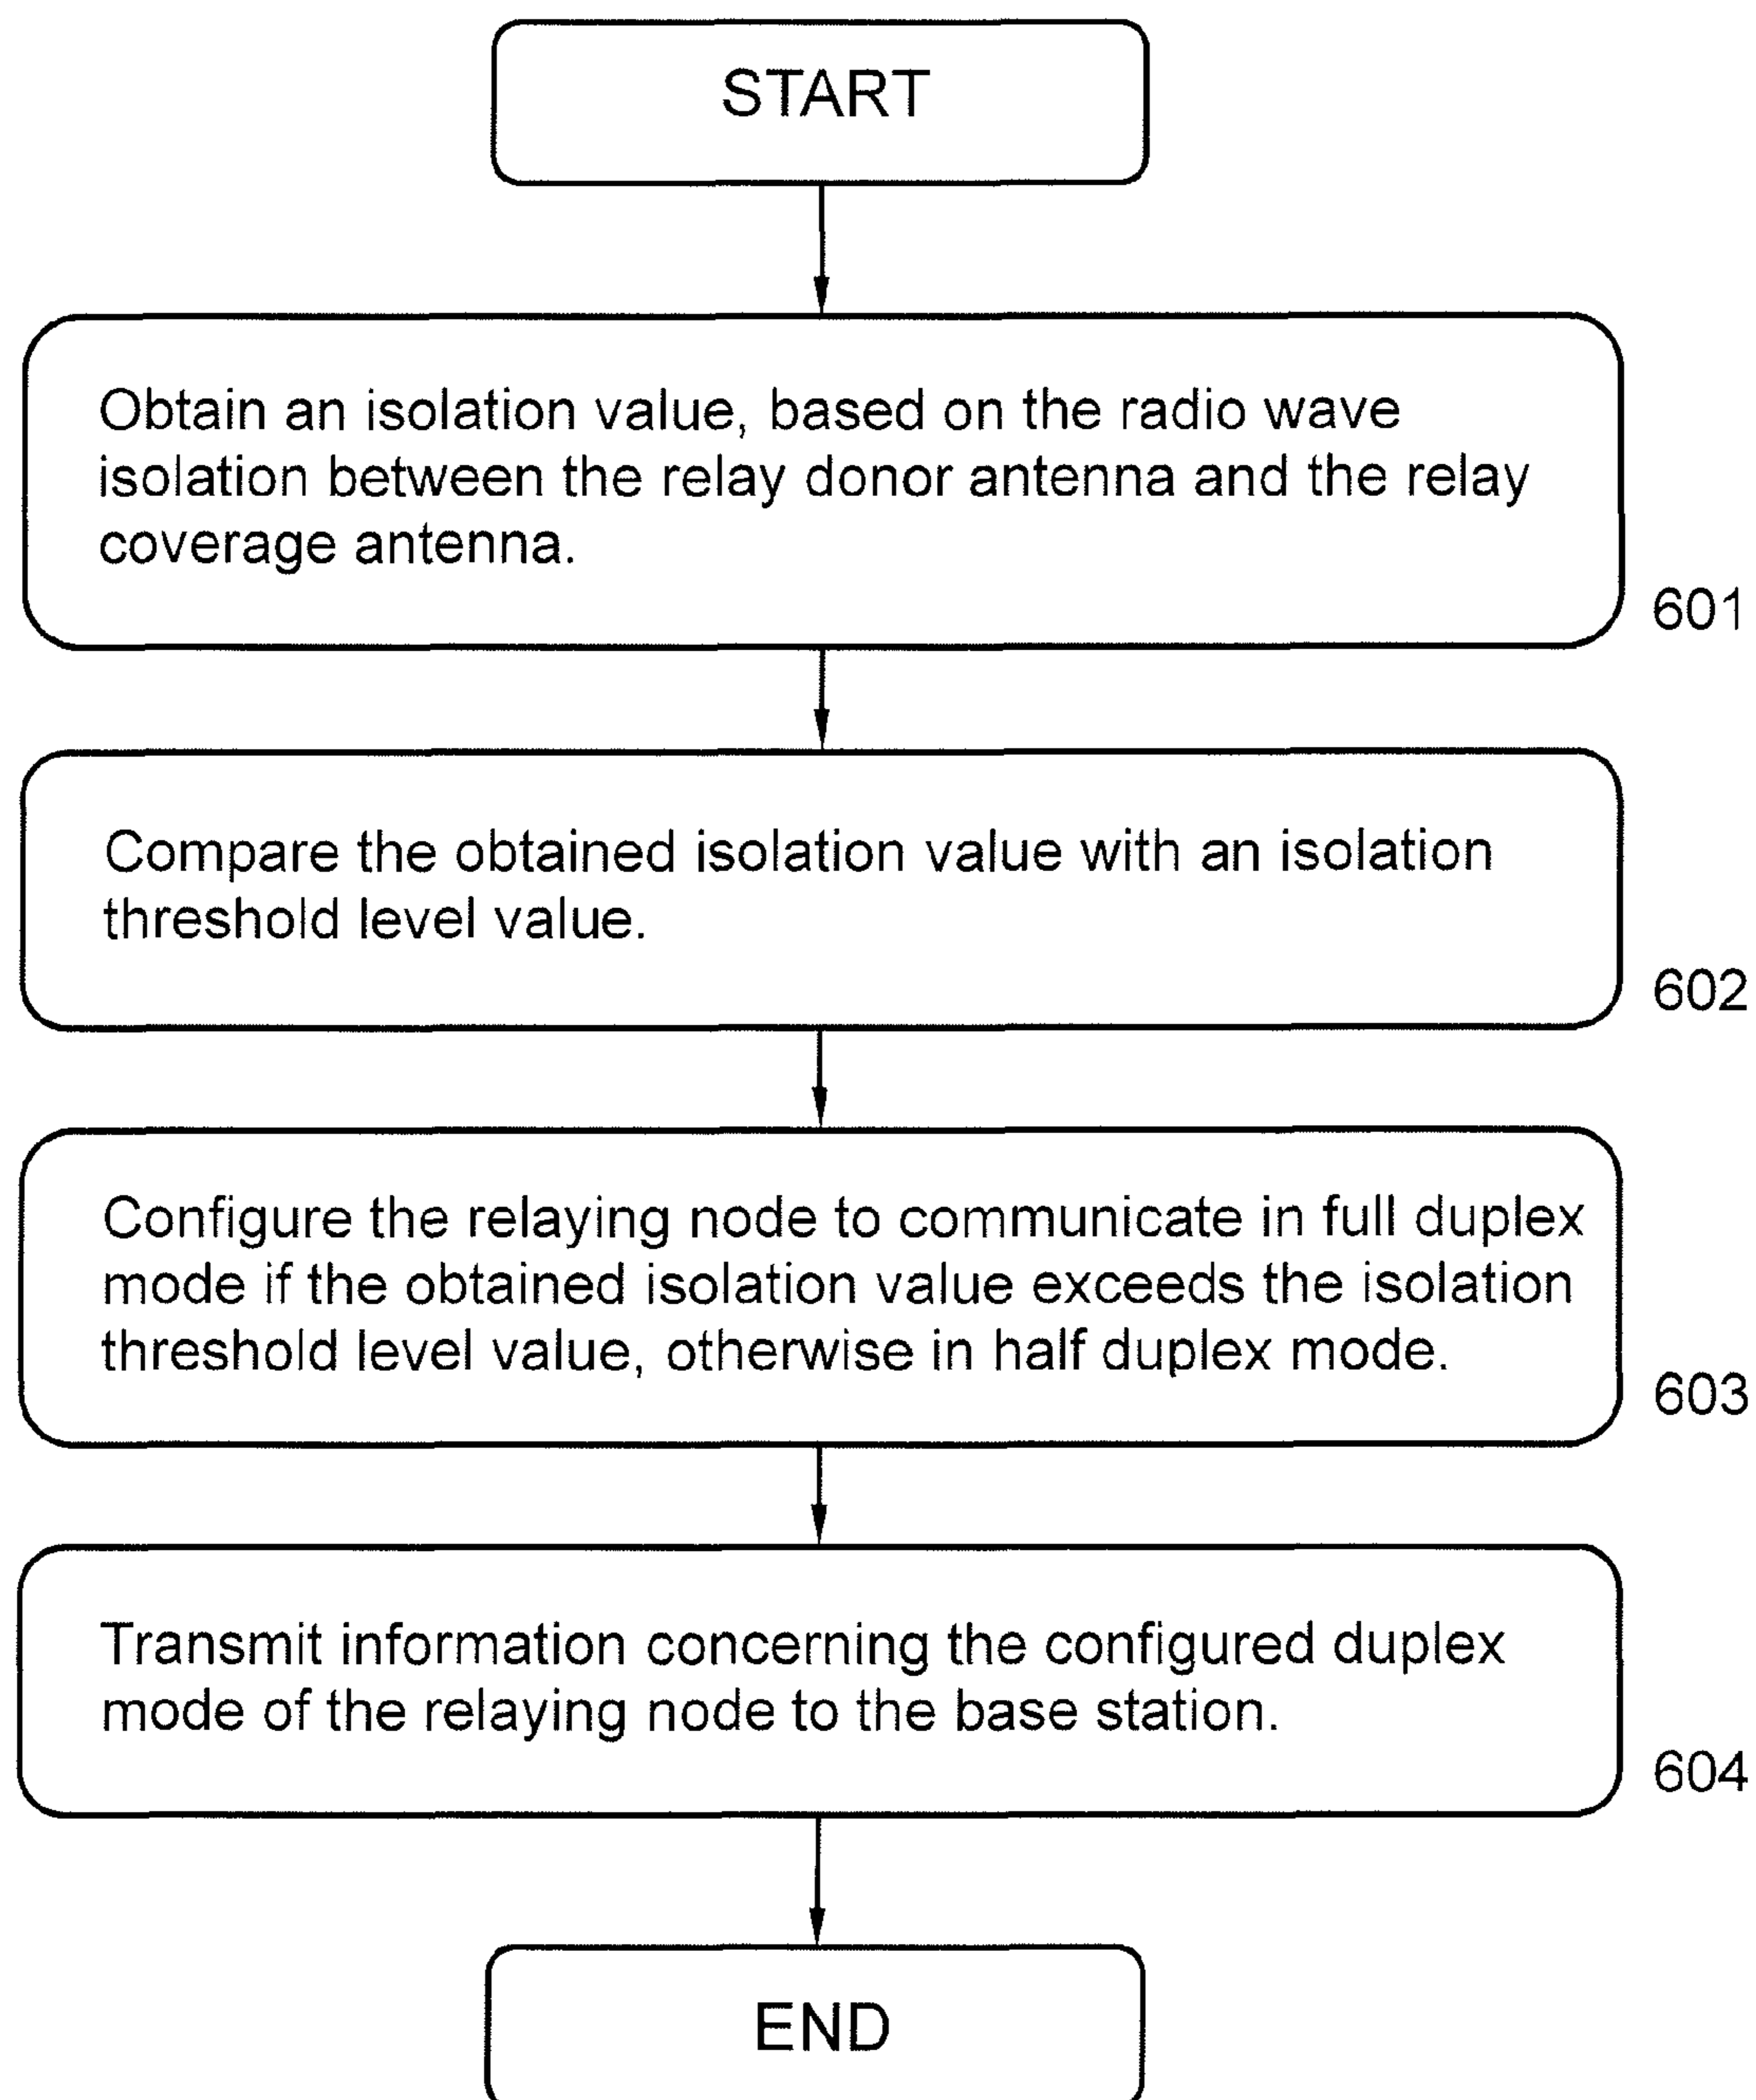 START
Obtain an isolation value, based on the radio wave
isolation between the relay donor antenna and the relay
coverage antenna.
601
Compare the obtained isolation value with an isolation
threshold level value.
602
Configure the relaying node to communicate in full duplex
mode if the obtained isolation value exceeds the isolation
threshold level value, otherwise in half duplex mode.
603
Transmit information concerning the configured duplex
mode of the relaying node to the base station.
604
END